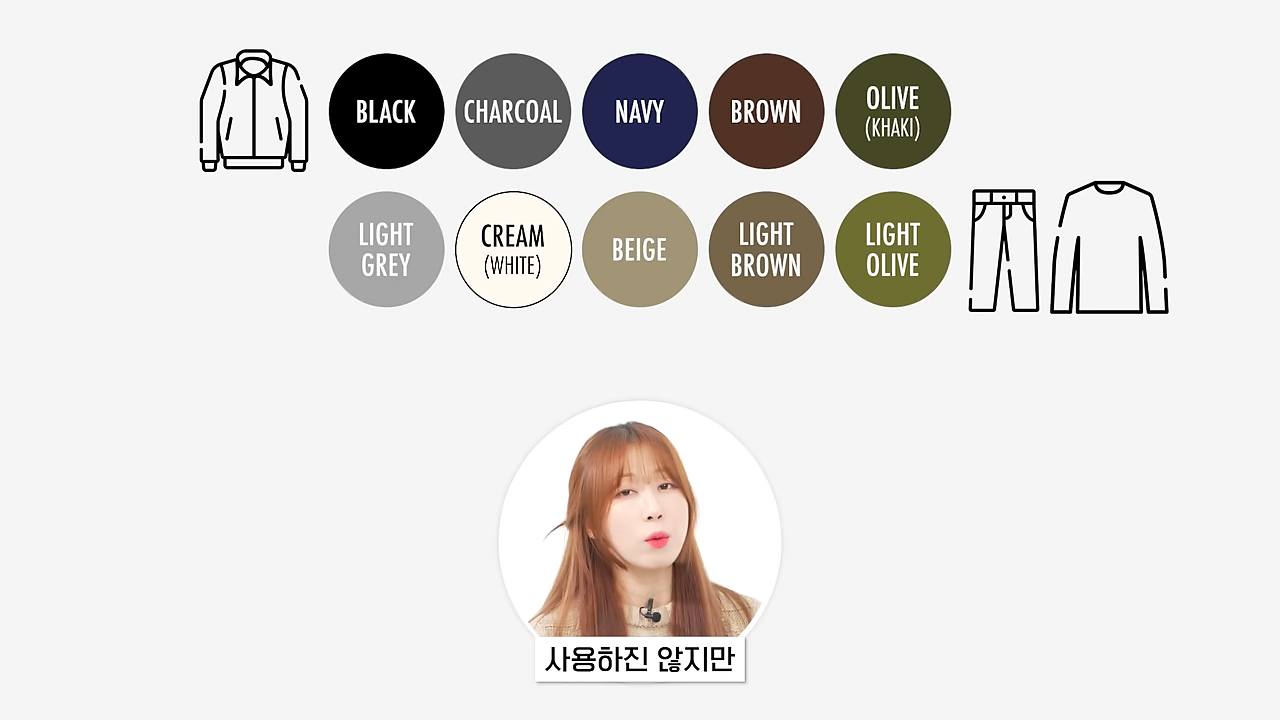 BLACK
CHARCOAL
NAVY
BROWN
OLIVE
(KHAKI)
LIGHT
GREY
CREAM
(WHITE)
BEIGE
LIGHT
BROWN
LIGHT
OLIVE
사용하진 않지만